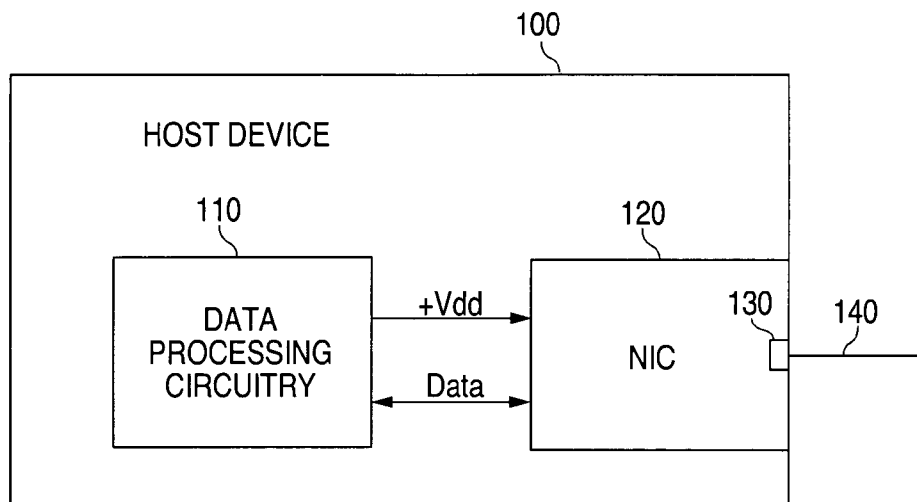 100
HOST DEVICE
110
120
DATA
PROCESSING
CIRCUITRY
+Vdd
Data
NIC
130
140